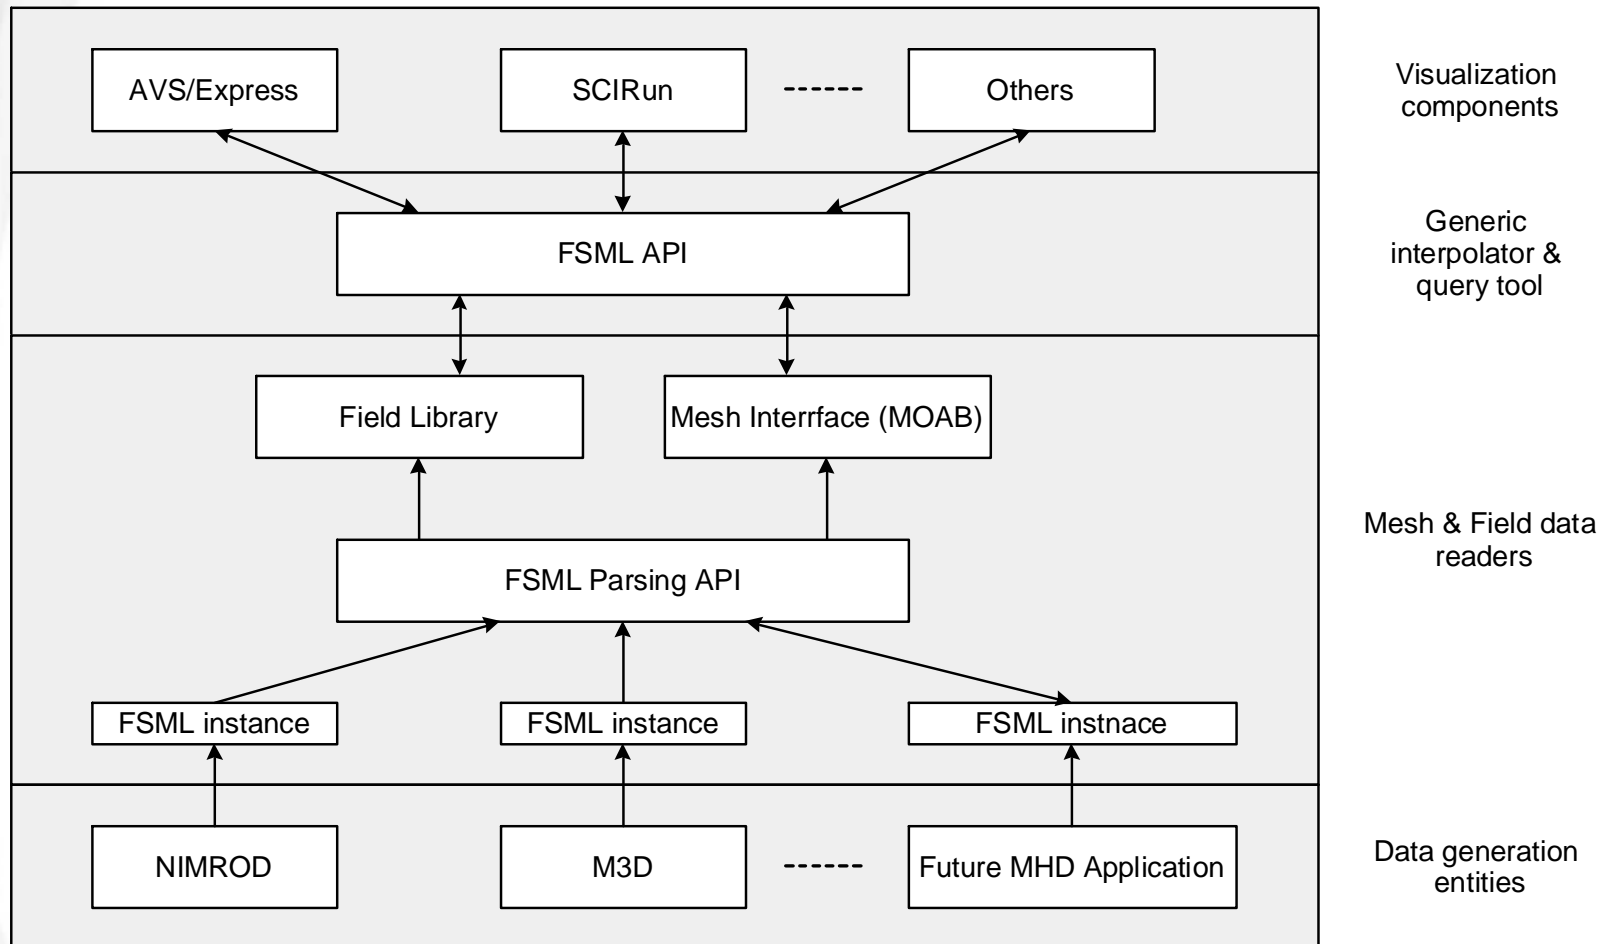 AVS/Express
SCIRun
Others
Visualization
components
FSML API
Generic
interpolator &
query tool
Field Library
Mesh Interrface (MOAB)
Mesh & Field data
readers
FSML Parsing API
FSML instance
FSML instance
FSML instnace
NIMROD
M3D
Future MHD Application
Data generation
entities